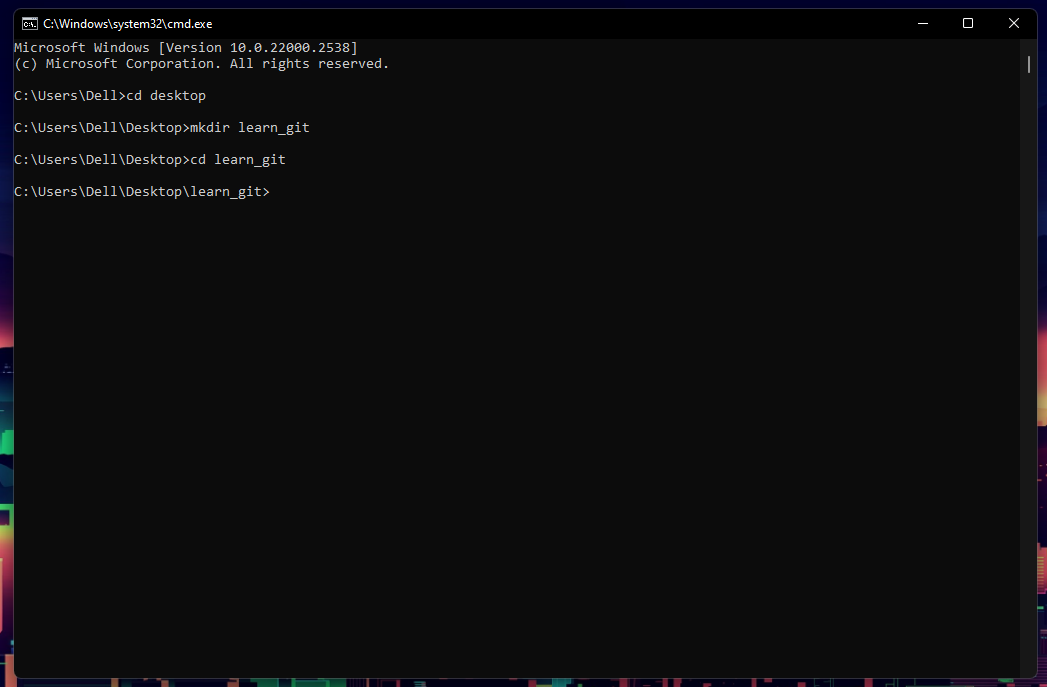 C:\Windows\system32\cmd.exe
Microsoft Windows [Version 10.0.22000.2538]
(c) Microsoft Corporation. All rights reserved.
C:\Users\Dell>cd desktop
C:\Users\Dell\Desktop>mkdir learn_git
C:\Users\Dell\Desktop>cd learn_git
C:\Users\Dell\Desktop\learn_git>